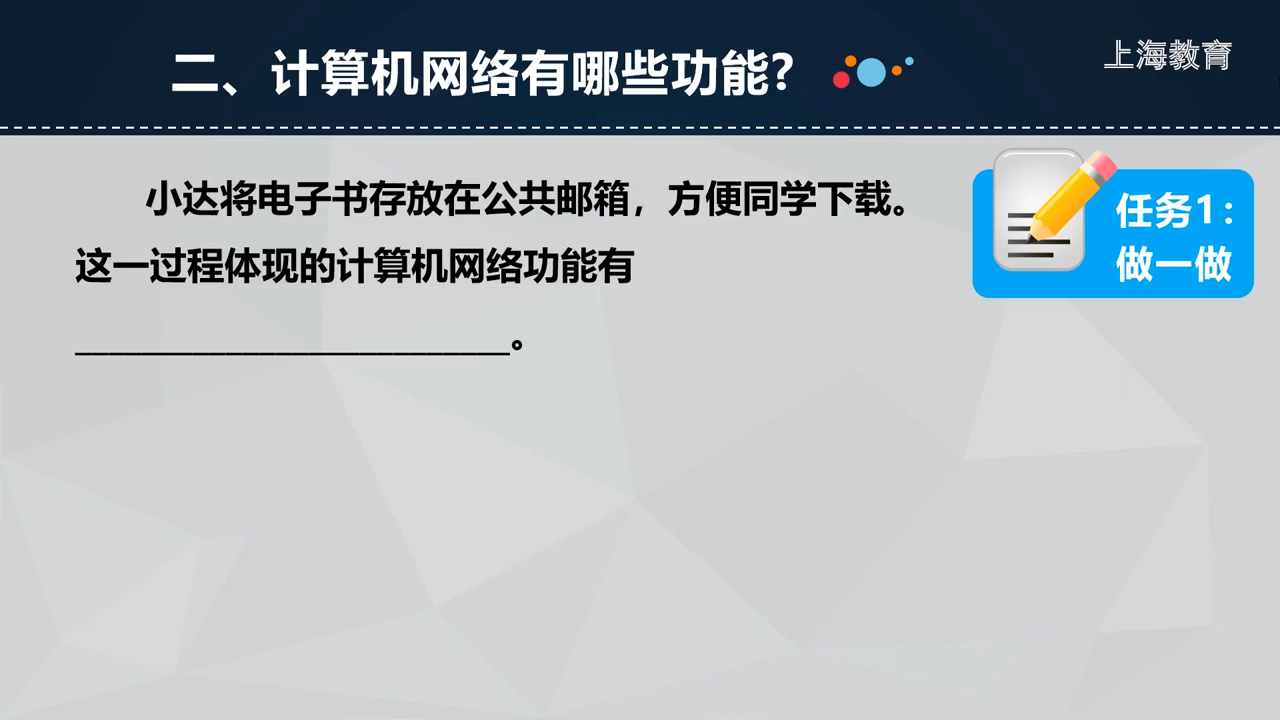 二、计算机网络有哪些功能?
上海教育
小达将电子书存放在公共邮箱，方便同学下载。
这一过程体现的计算机网络功能有
__________________________。
任务1：
做一做